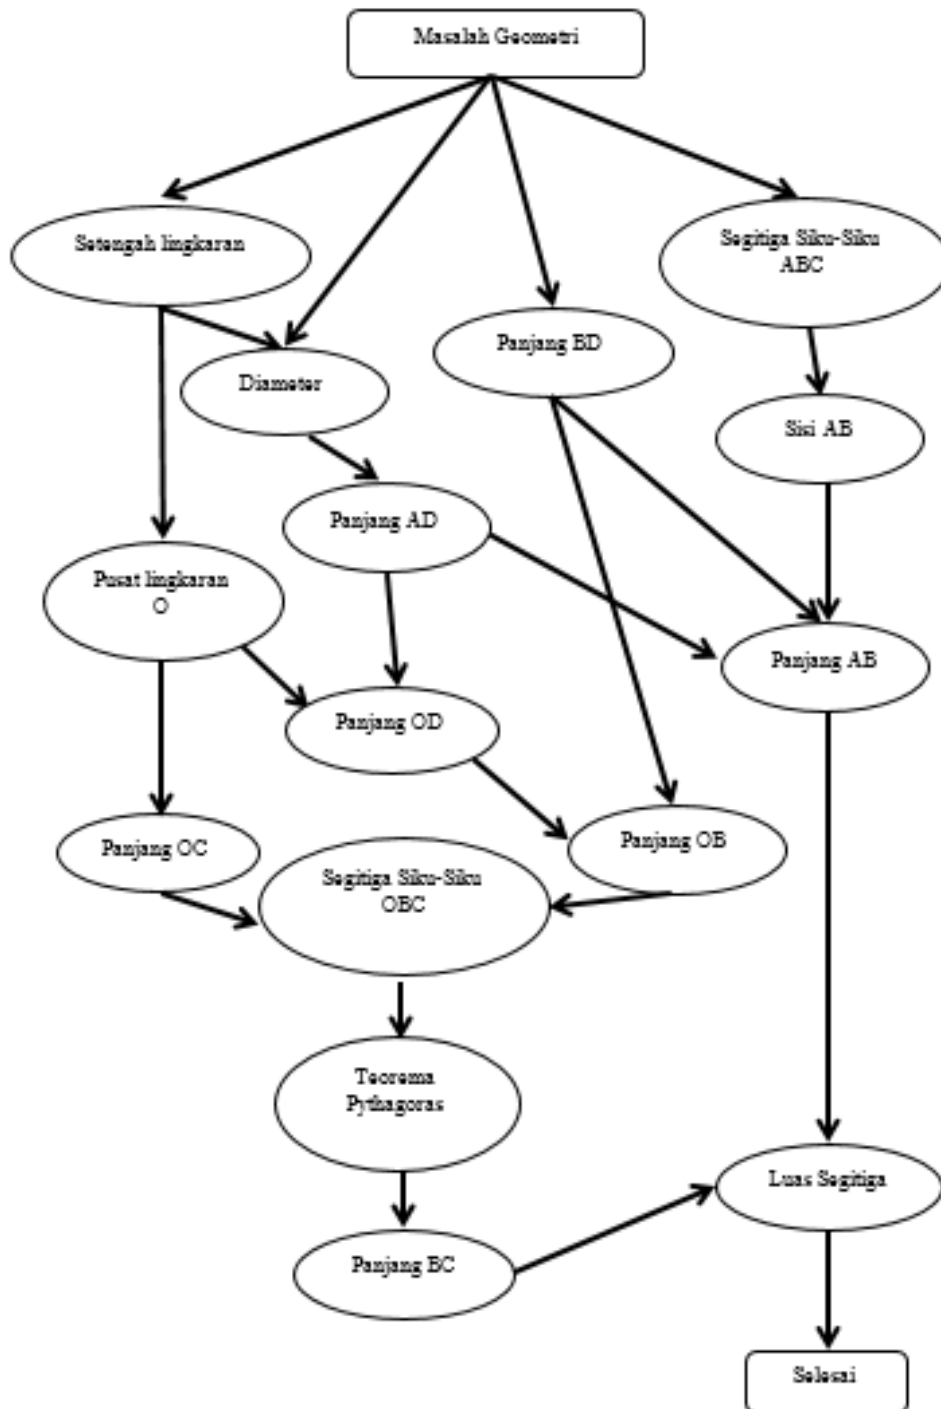 Masalah Geometri
Setengah lingkaran
Segitiga Siku-Siku
ABC
Panjang BD
Diameter
Sisi AB
Panjang AD
Pusat lingkaran
O
Panjang AB
Panjang OD
Panjang OC
Panjang OB
Segitiga Siku-Siku
OBC
Teorema
Pythagoras
Luas Segitiga
Panjang BC
Selesai